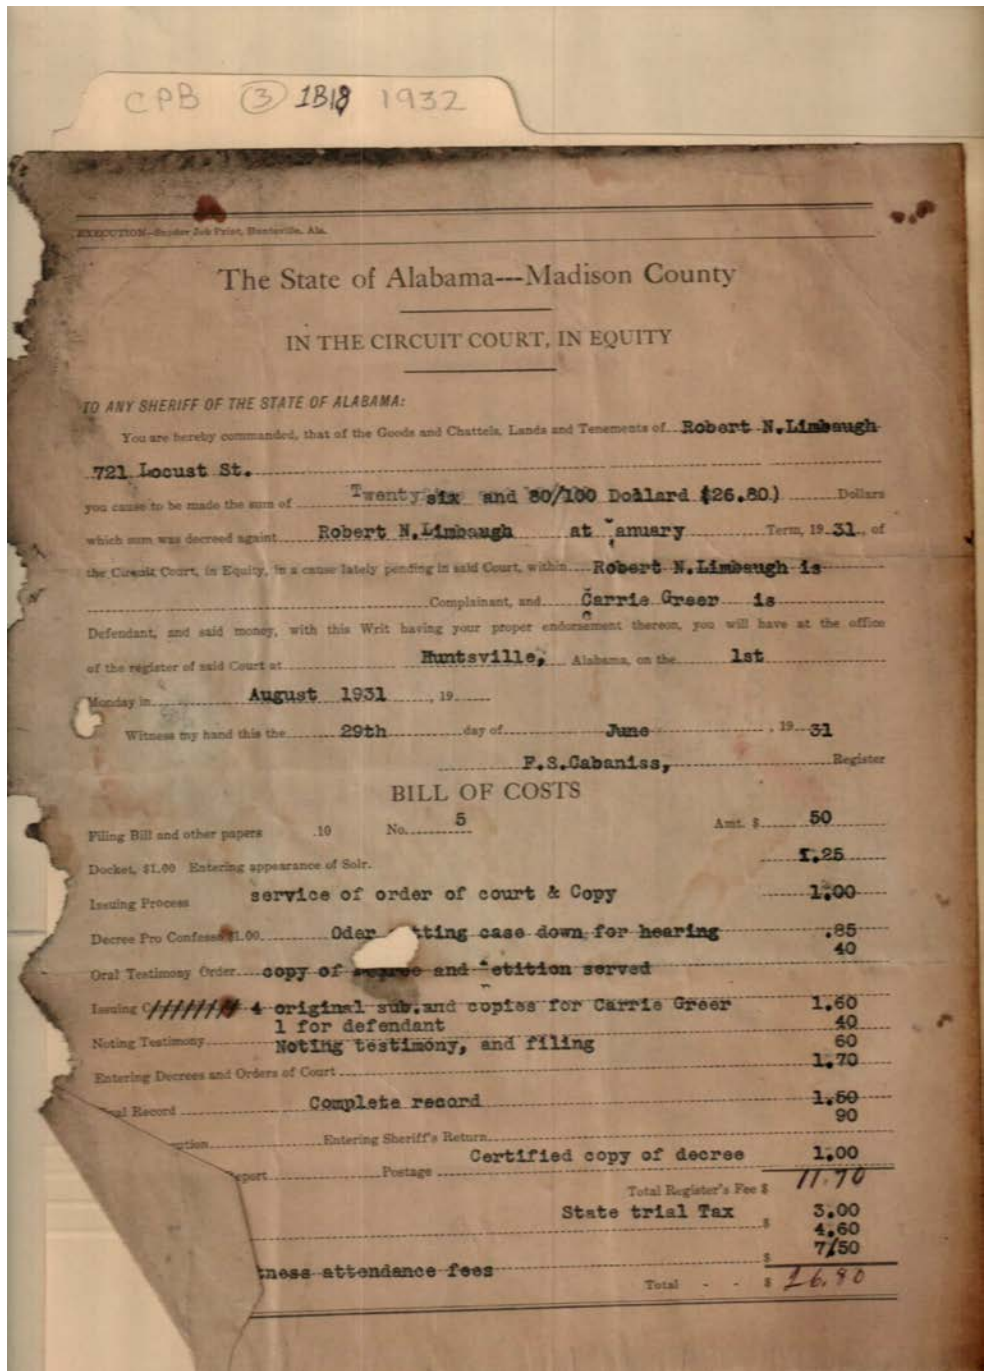 CPB ③ 1B18 1932
EXECUTION—Snyder Job Print, Huntsville, Ala.
The State of Alabama---Madison County
IN THE CIRCUIT COURT, IN EQUITY
TO ANY SHERIFF OF THE STATE OF ALABAMA:
You are hereby commanded, that of the Goods and Chattels, Lands and Tenements of Robert N.Limbaugh
721 Locust St.
you cause to be made the sum of Twenty six and 80/100 Dollard $26.80.) Dollars
which sum was decreed againt Robert N.Limbaugh at anuary Term, 19 31 , of
the Circuit Court, in Equity, in a cause lately pending in said Court, within Robert N.Limbaugh is
Complainant, and Carrie Greer is
Defendant, and said money, with this Writ having your proper endorsement thereon, you will have at the office
of the register of said Court at Huntsville, Alabama, on the 1st
Monday in August 1931 , 19
Witness my hand this the 29th day of June , 19 31
F.S.Cabaniss, Register
BILL OF COSTS
Filing Bill and other papers .10 No. 5 Amt. $ 50
Docket, $1.00 Entering appearance of Solr. 1.25
Issuing Process service of order of court & Copy 1.00
Decree Pro Confesso $1.00 Oder tting case down for hearing .85
40
Oral Testimony Order copy of and etition served
Issuing 4 original sub.and copies for Carrie Greer 1.60
1 for defendant 40
Noting Testimony Noting testimony, and filing 60
Entering Decrees and Orders of Court 1.70
Record Complete record 1.50
90
Entering Sheriff's Return
Certified copy of decree 1.00
eport Postage
Total Register's Fee $ 11.70
State trial Tax 3.00
$ 4.60
$ 7/50
tness attendance fees
Total - - $ 26.80